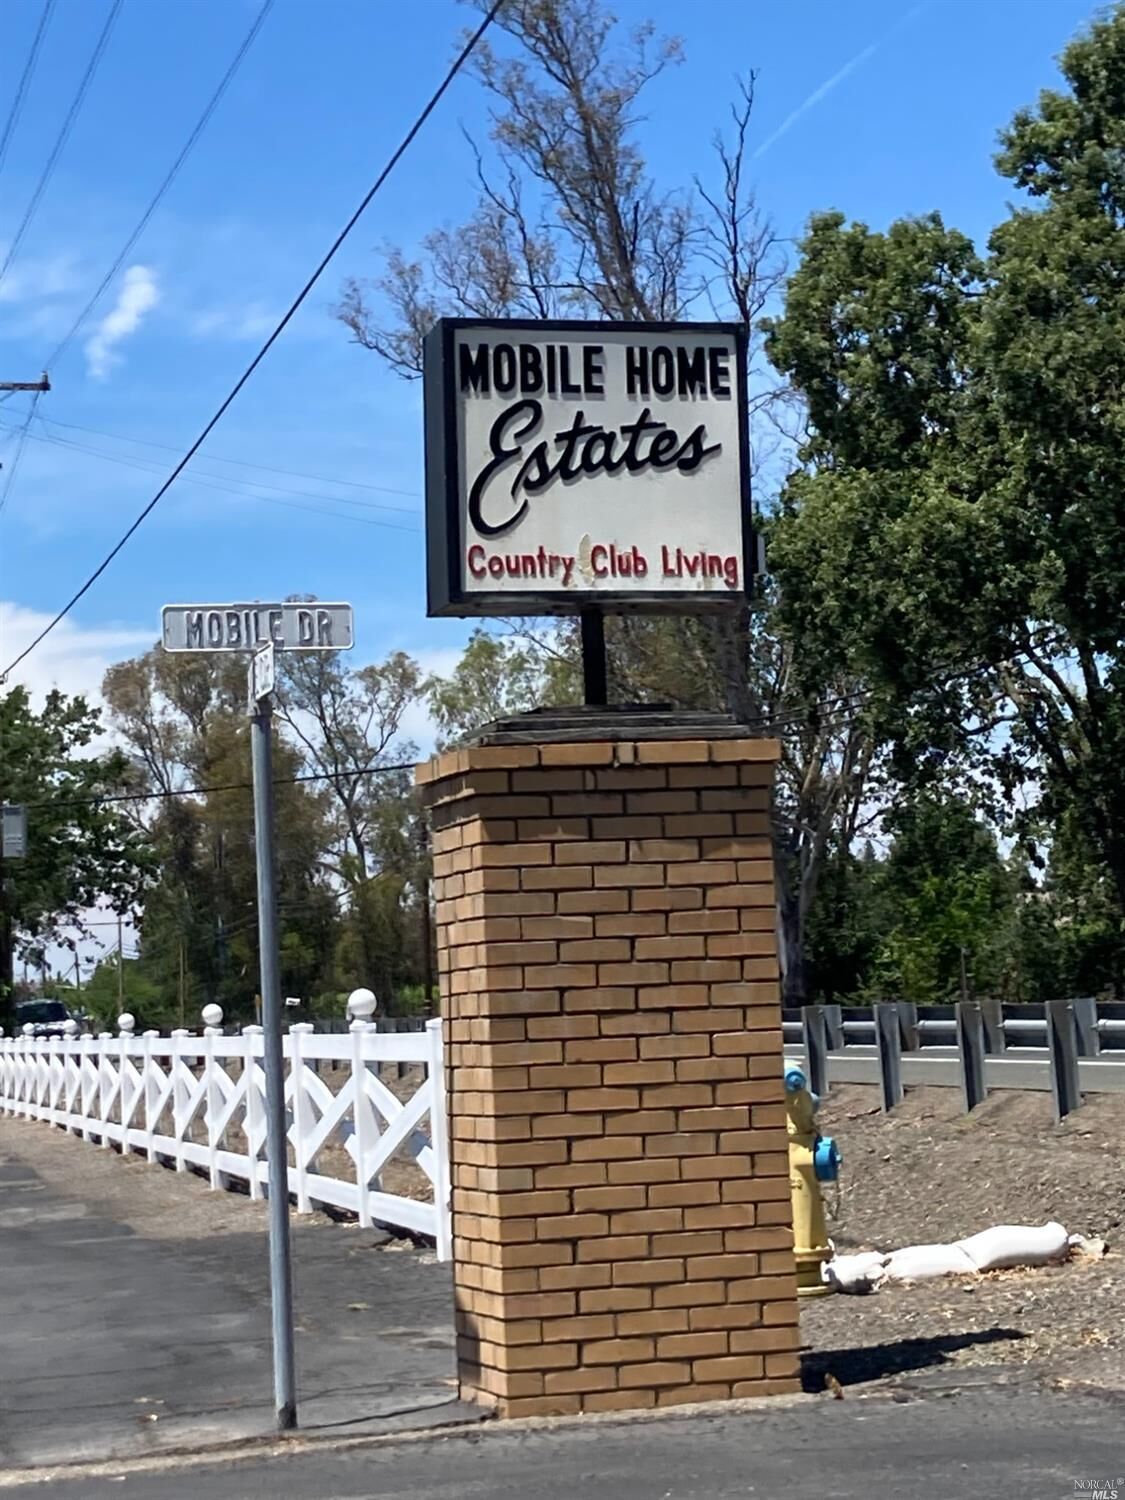 MOBILE HOME
Estates
Country Club Living
MOBILE DR
NORCAL
MLS